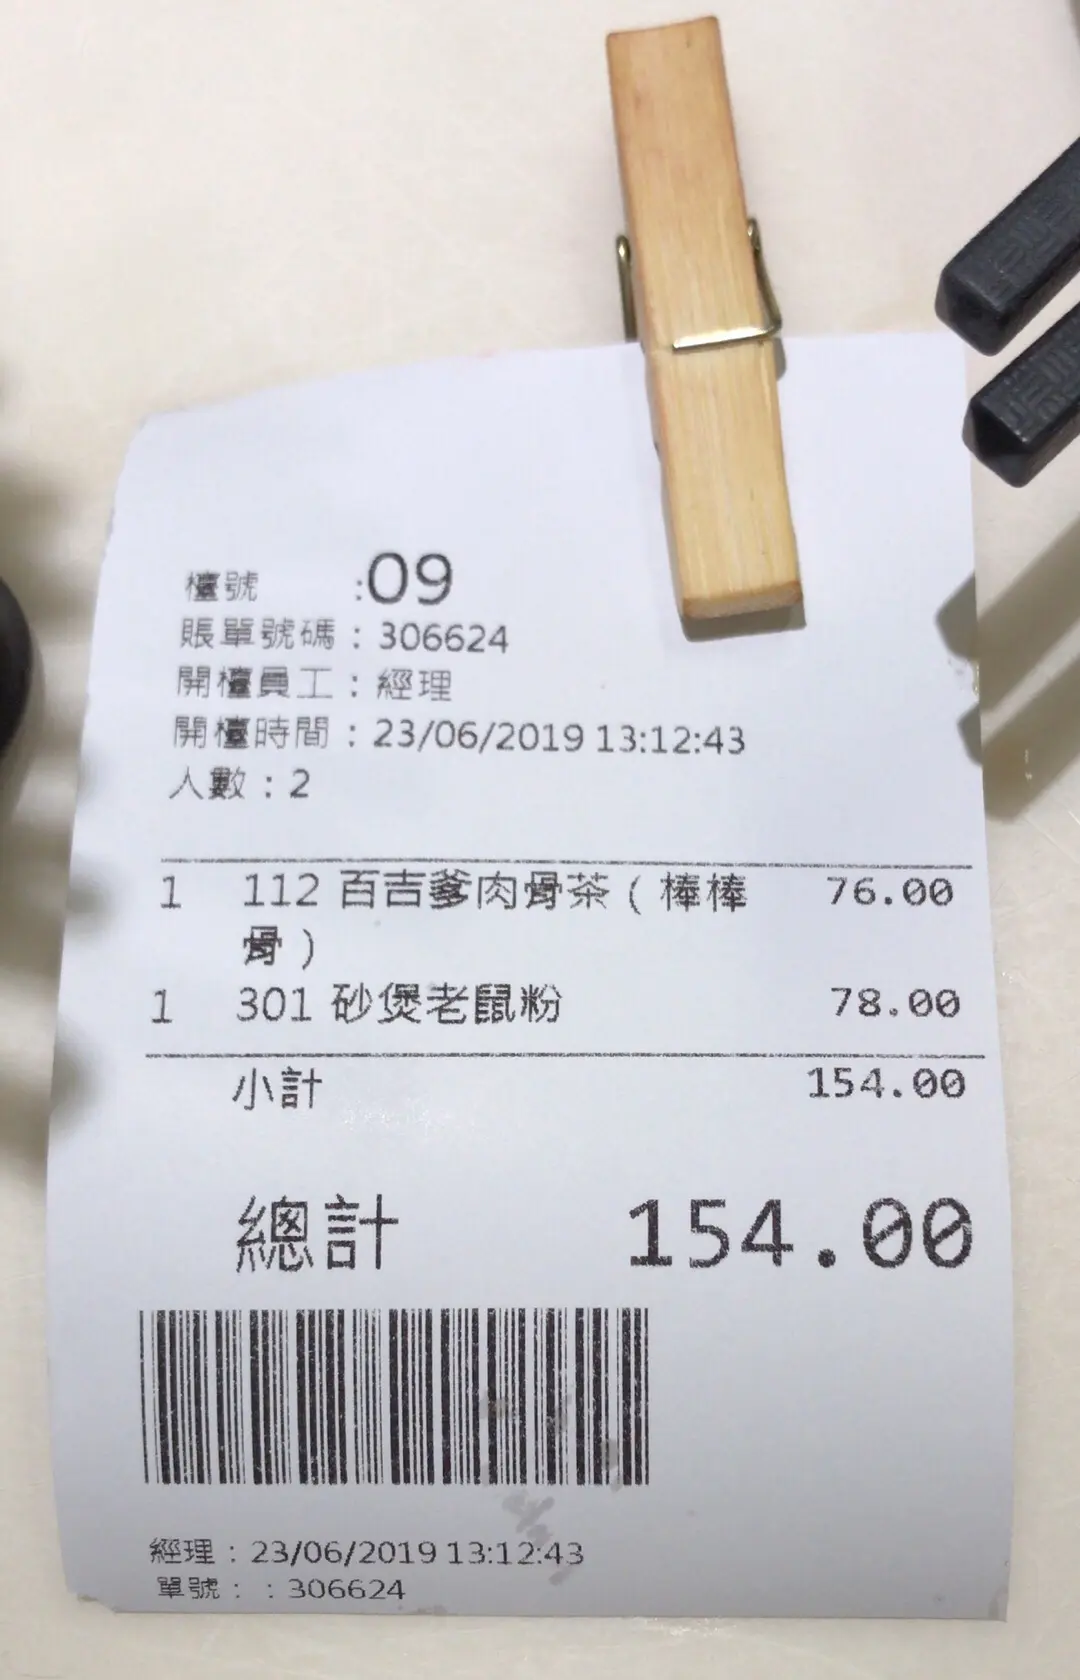 檯號 :09
賬單號碼：306624
開檯員工：經理
開檯時間：23/06/2019 13:12:43
人數：2
1 112 百吉爹肉骨茶（棒棒 76.00
骨）
1 301 砂煲老鼠粉 78.00
小計 154.00
總計 154.00
經理：23/06/2019 13:12:43
單號：：306624